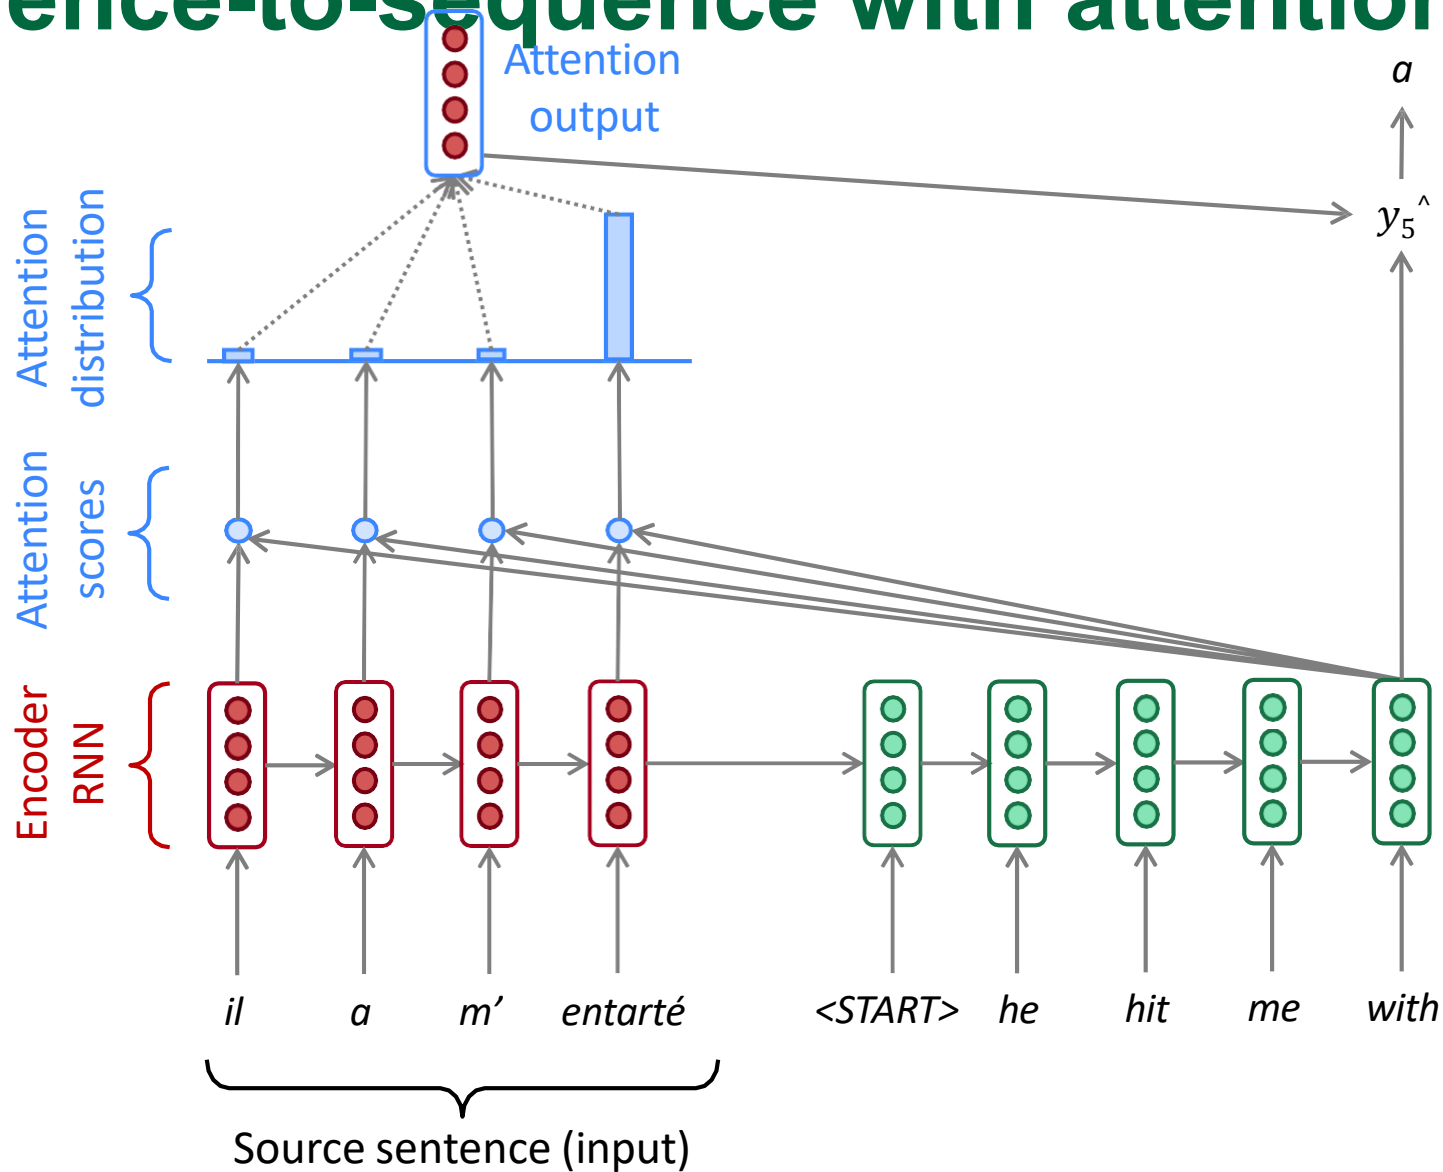 ence-to-sequence with attention
Attention
output
a
y₅^
Attention
distribution
Attention
scores
Encoder
RNN
il a m’ entarté <START> he hit me with
Source sentence (input)